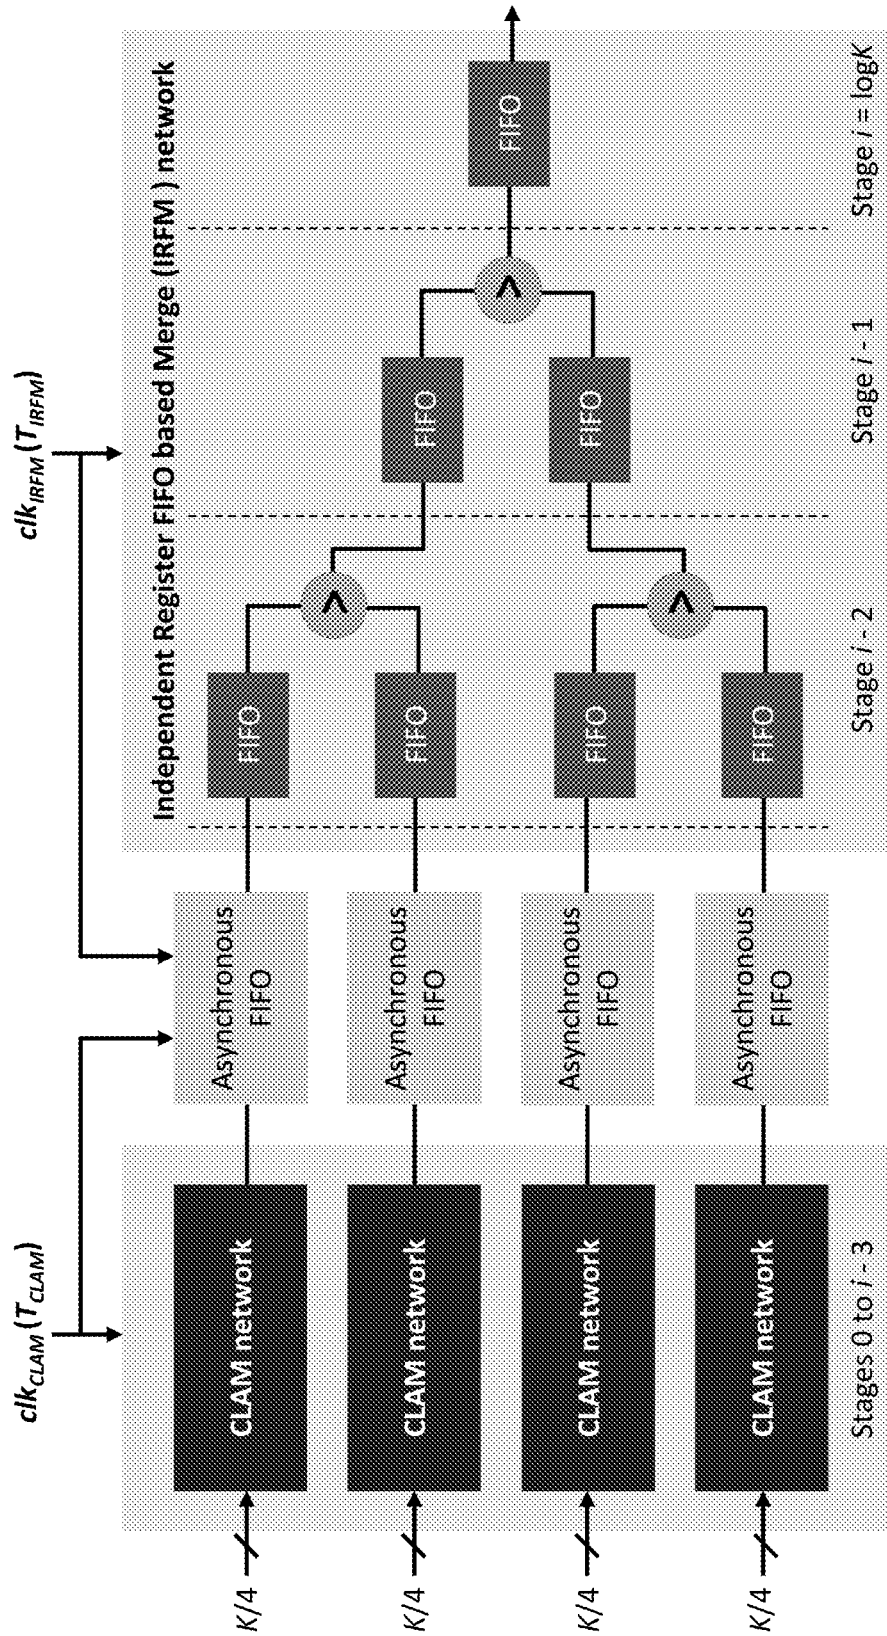 clk_CLAM (T_CLAM)
clk_IRFM (T_IRFM)
Independent Register FIFO based Merge (IRFM ) network
K/4
CLAM network
Asynchronous
FIFO
FIFO
K/4
CLAM network
Asynchronous
FIFO
FIFO
K/4
CLAM network
Asynchronous
FIFO
FIFO
K/4
CLAM network
Asynchronous
FIFO
FIFO
<
<
FIFO
FIFO
<
FIFO
Stages 0 to i - 3
Stage i - 2
Stage i - 1
Stage i = logK